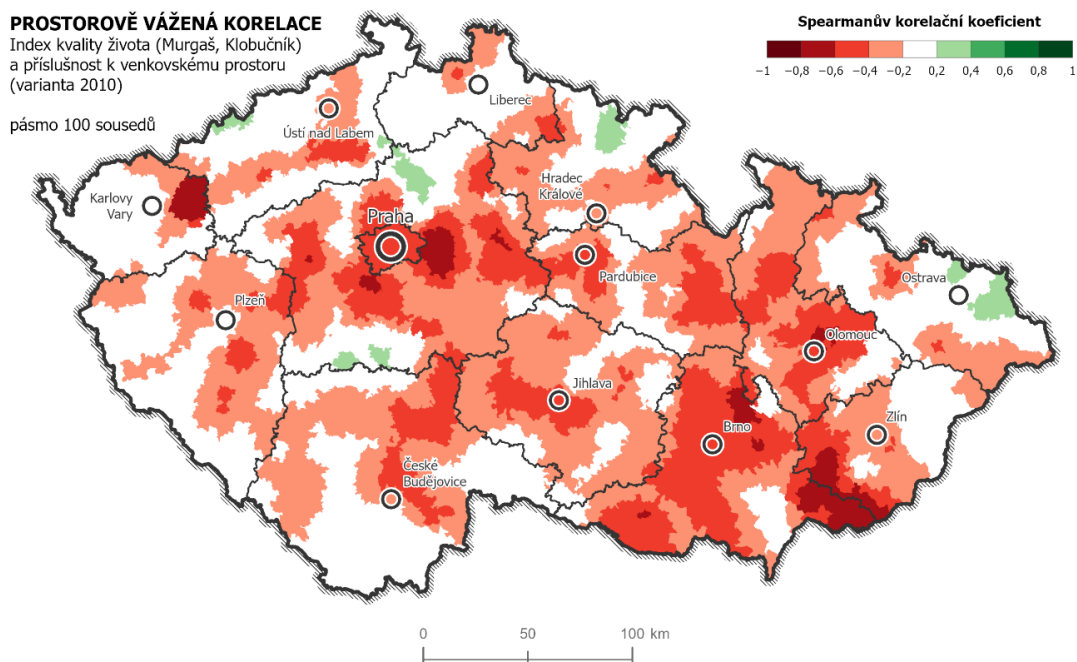 PROSTOROVĚ VÁŽENÁ KORELACE
Index kvality života (Murgaš, Klobučník)
a příslušnost k venkovskému prostoru
(varianta 2010)
pásmo 100 sousedů
Spearmanův korelační koeficient
−1 −0,8 −0,6 −0,4 −0,2 0,2 0,4 0,6 0,8 1
Liberec
Ústí nad Labem
Karlovy
Vary
Hradec
Králové
Praha
Pardubice
Ostrava
Plzeň
Olomouc
Jihlava
Zlín
Brno
České
Budějovice
0 50 100 km